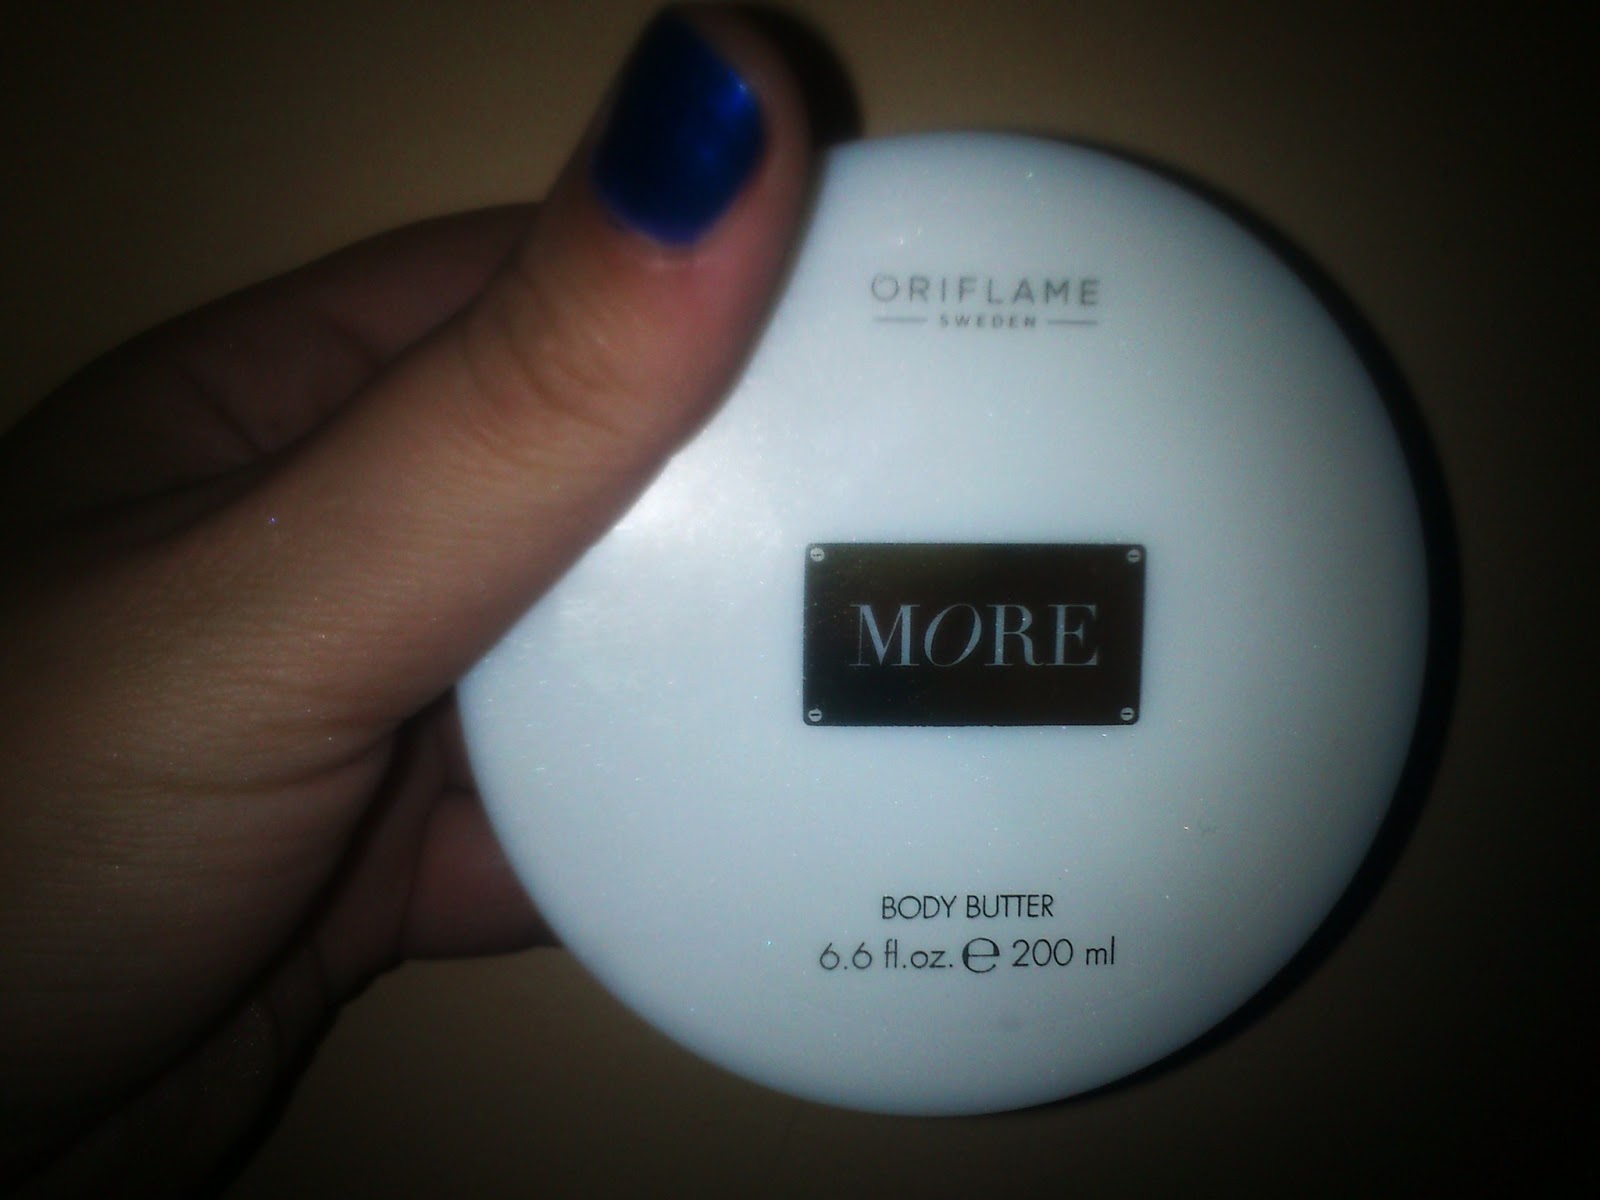 ORIFLAME
SWEDEN
MORE
BODY BUTTER
6.6 fl.oz. ℮ 200 ml